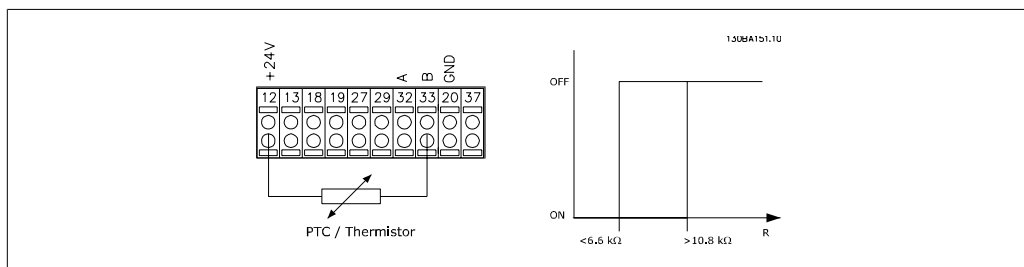 130BA151.10
+24V
A
B
GND
12 13 18 19 27 29 32 33 20 37
PTC / Thermistor
OFF
ON
<6.6 kΩ
>10.8 kΩ
R